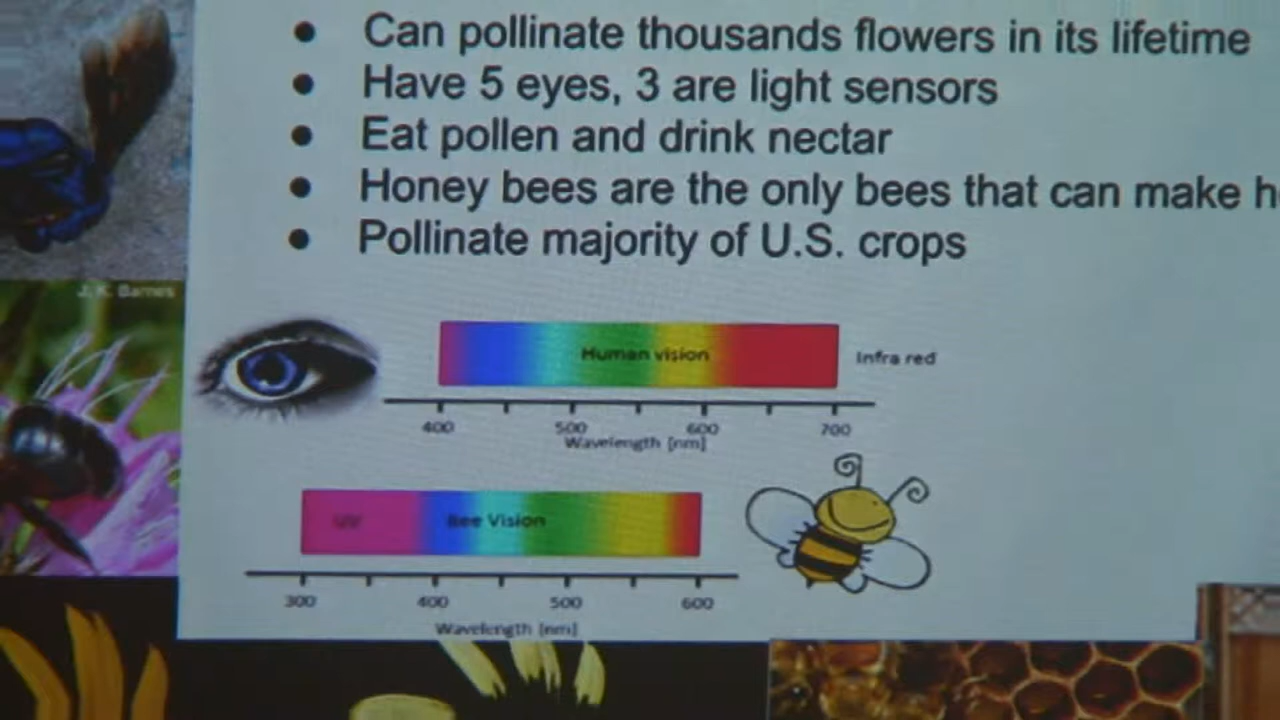 • Can pollinate thousands flowers in its lifetime
• Have 5 eyes, 3 are light sensors
• Eat pollen and drink nectar
• Honey bees are the only bees that can make h
• Pollinate majority of U.S. crops
J. K. Barnes
Human vision
Infra red
400 500 600 700
Wavelength [nm]
UV Bee Vision
300 400 500 600
Wavelength [nm]